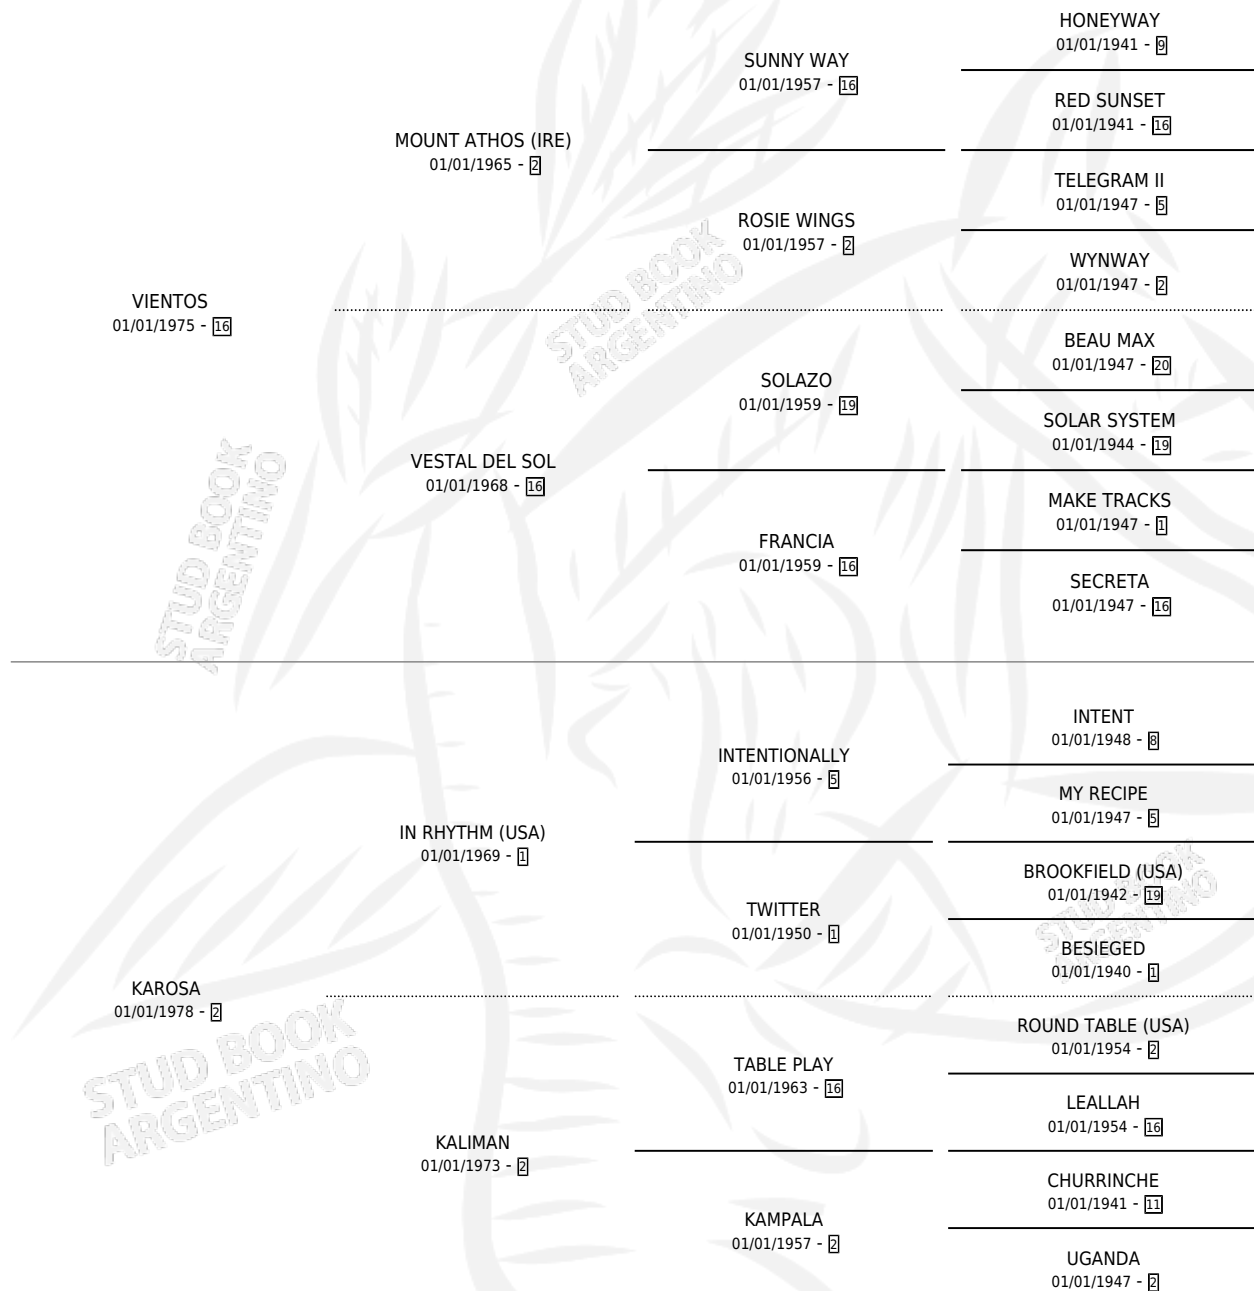 HONEYWAY
01/01/1941 - 9
SUNNY WAY
01/01/1957 - 16
RED SUNSET
01/01/1941 - 16
MOUNT ATHOS (IRE)
01/01/1965 - 2
TELEGRAM II
01/01/1947 - 5
ROSIE WINGS
01/01/1957 - 2
WYNWAY
01/01/1947 - 2
VIENTOS
01/01/1975 - 16
BEAU MAX
01/01/1947 - 20
SOLAZO
01/01/1959 - 19
SOLAR SYSTEM
01/01/1944 - 19
VESTAL DEL SOL
01/01/1968 - 16
MAKE TRACKS
01/01/1947 - 1
FRANCIA
01/01/1959 - 16
SECRETA
01/01/1947 - 16
INTENT
01/01/1948 - 8
INTENTIONALLY
01/01/1956 - 5
MY RECIPE
01/01/1947 - 5
IN RHYTHM (USA)
01/01/1969 - 1
BROOKFIELD (USA)
01/01/1942 - 19
TWITTER
01/01/1950 - 1
BESIEGED
01/01/1940 - 1
KAROSA
01/01/1978 - 2
ROUND TABLE (USA)
01/01/1954 - 2
TABLE PLAY
01/01/1963 - 16
LEALLAH
01/01/1954 - 16
KALIMAN
01/01/1973 - 2
CHURRINCHE
01/01/1941 - 11
KAMPALA
01/01/1957 - 2
UGANDA
01/01/1947 - 2
STUD BOOK
ARGENTINO
STUD BOOK
ARGENTINO
STUD BOOK
ARGENTINO
STUD BOOK
ARGENTINO